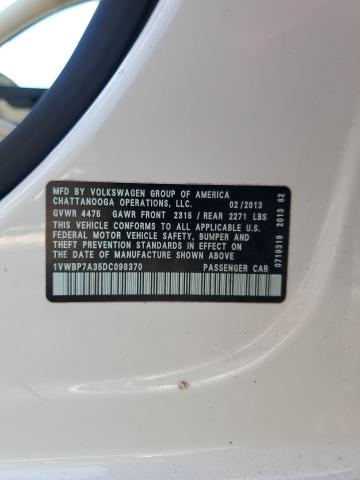 MFD BY VOLKSWAGEN GROUP OF AMERICA
CHATTANOOGA OPERATIONS, LLC. 02/2013
GVWR 4475 GAWR FRONT 2315 / REAR 2271 LBS
THIS VEHICLE CONFORMS TO ALL APPLICABLE U.S.
FEDERAL MOTOR VEHICLE SAFETY, BUMPER AND
THEFT PREVENTION STANDARDS IN EFFECT ON
THE DATE OF MANUFACTURE SHOWN ABOVE
1VWBP7A35DC098370 PASSENGER CAR
0719319 2013 82